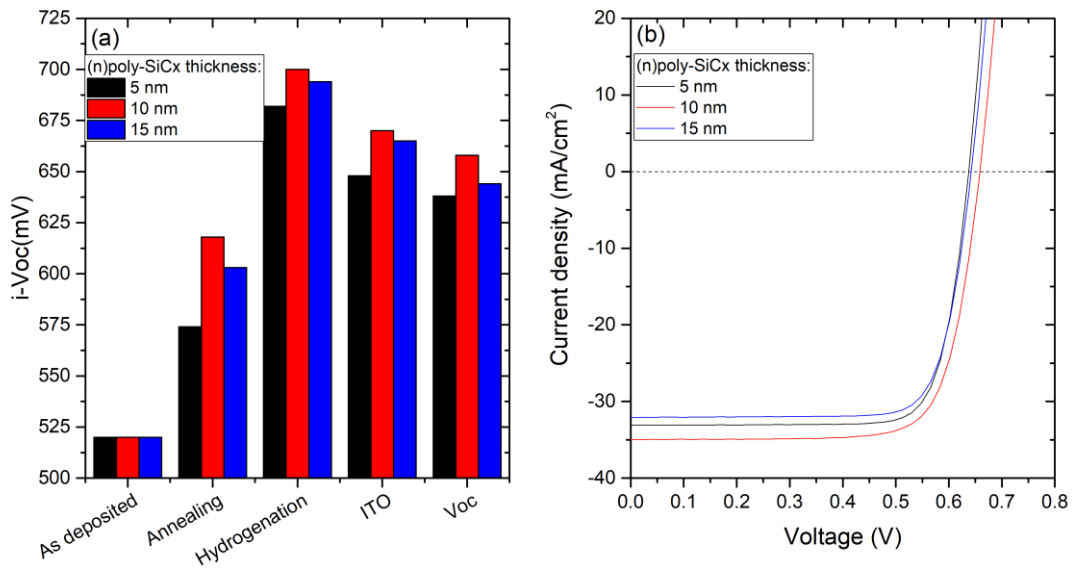 (a)
(n)poly-SiCx thickness:
5 nm
10 nm
15 nm
i-Voc(mV)
725
700
675
650
625
600
575
550
525
500
As deposited
Annealing
Hydrogenation
ITO
Voc
(b)
(n)poly-SiCx thickness:
5 nm
10 nm
15 nm
Current density (mA/cm²)
20
10
0
-10
-20
-30
-40
0.0 0.1 0.2 0.3 0.4 0.5 0.6 0.7 0.8
Voltage (V)